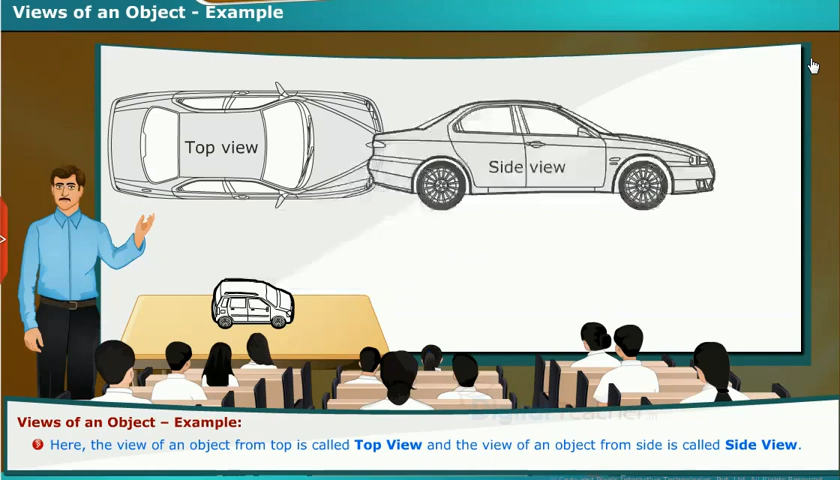 Views of an Object - Example
Top view
Side view
Views of an Object – Example:
Here, the view of an object from top is called Top View and the view of an object from side is called Side View.